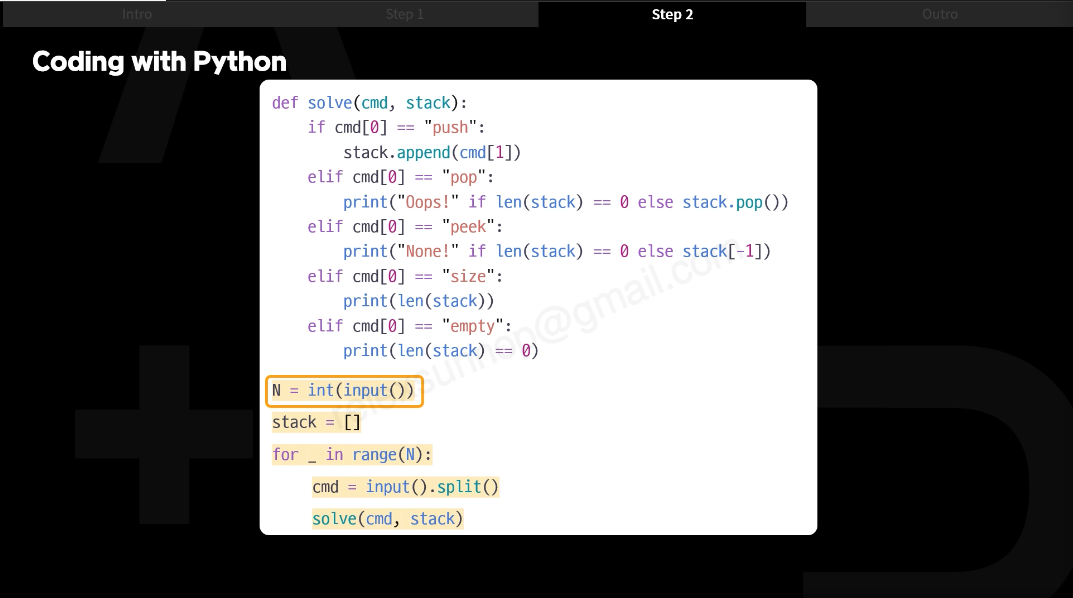 Intro
Step 1
Step 2
Outro
Coding with Python
def solve(cmd, stack):
    if cmd[0] == "push":
        stack.append(cmd[1])
    elif cmd[0] == "pop":
        print("Oops!" if len(stack) == 0 else stack.pop())
    elif cmd[0] == "peek":
        print("None!" if len(stack) == 0 else stack[-1])
    elif cmd[0] == "size":
        print(len(stack))
    elif cmd[0] == "empty":
        print(len(stack) == 0)
N = int(input())
stack = []
for _ in range(N):
    cmd = input().split()
    solve(cmd, stack)